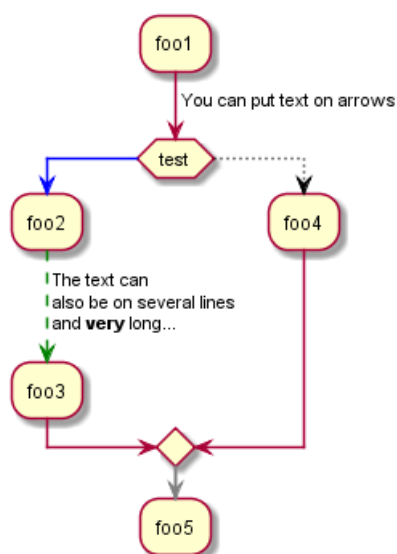 foo1
You can put text on arrows
test
foo2
foo4
The text can
also be on several lines
and very long...
foo3
foo5